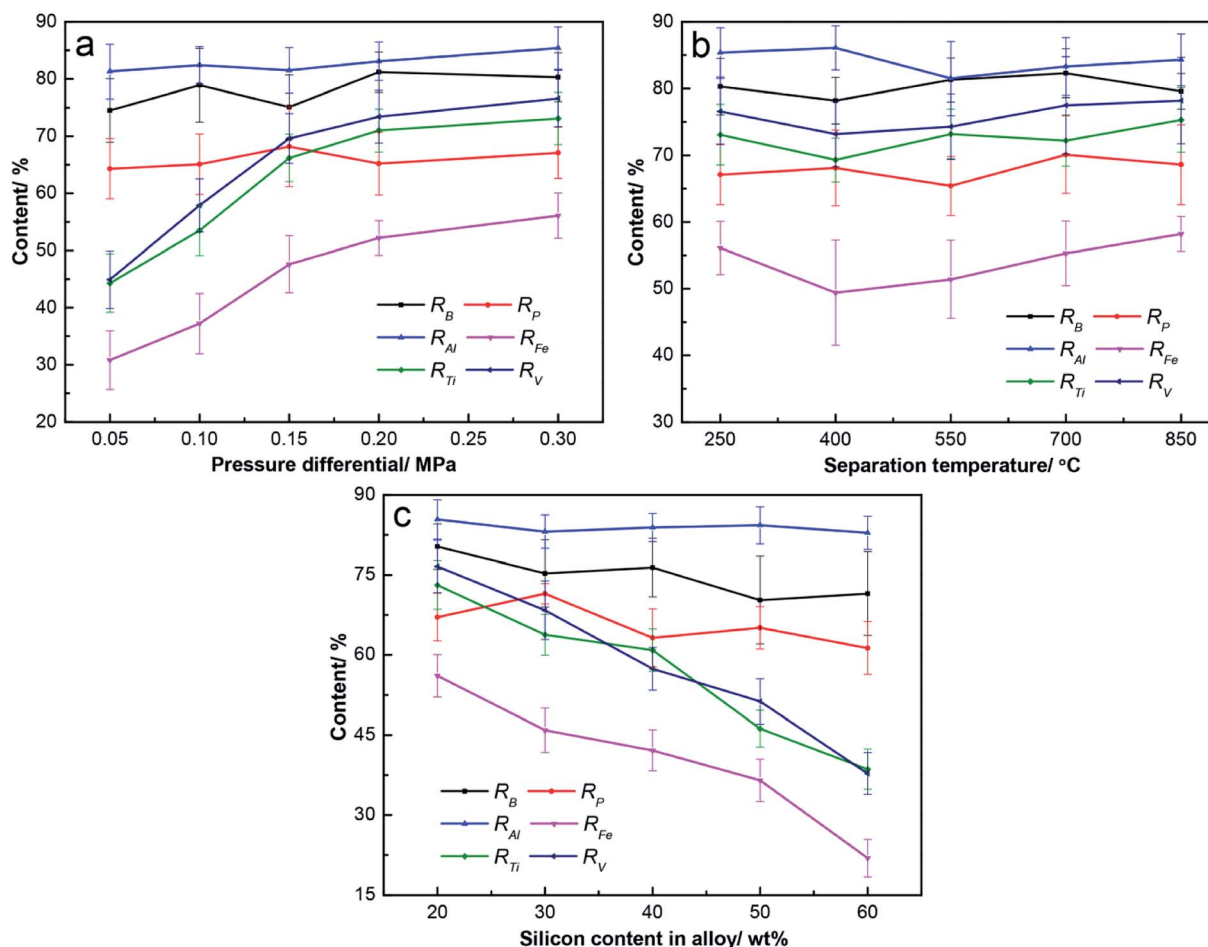 a
90
80
70
60
50
40
30
20
Content/ %
R_B R_P
R_Al R_Fe
R_Ti R_V
0.05 0.10 0.15 0.20 0.25 0.30
Pressure differential/ MPa
b
90
80
70
60
50
40
30
Content/ %
R_B R_P
R_Al R_Fe
R_Ti R_V
250 400 550 700 850
Separation temperature/ °C
c
90
75
60
45
30
15
Content/ %
R_B R_P
R_Al R_Fe
R_Ti R_V
20 30 40 50 60
Silicon content in alloy/ wt%